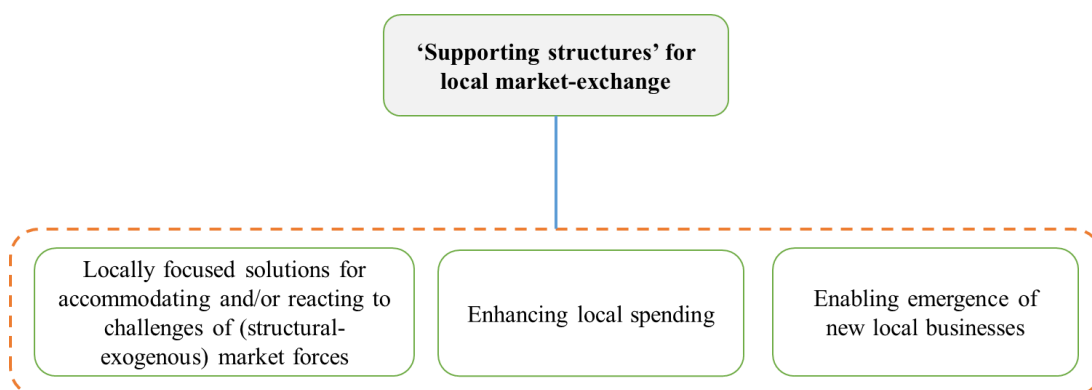 ‘Supporting structures’ for
local market-exchange
Locally focused solutions for
accommodating and/or reacting to
challenges of (structural-
exogenous) market forces
Enhancing local spending
Enabling emergence of
new local businesses